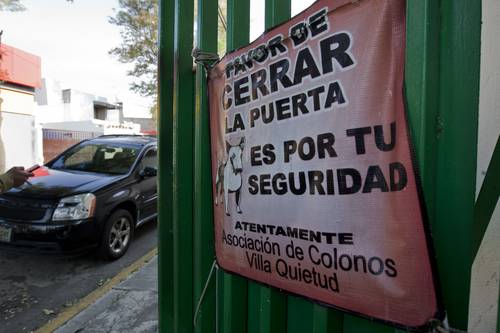 FAVOR DE
CERRAR
LA PUERTA
ES POR TU
SEGURIDAD
ATENTAMENTE
Asociación de Colonos
Villa Quietud